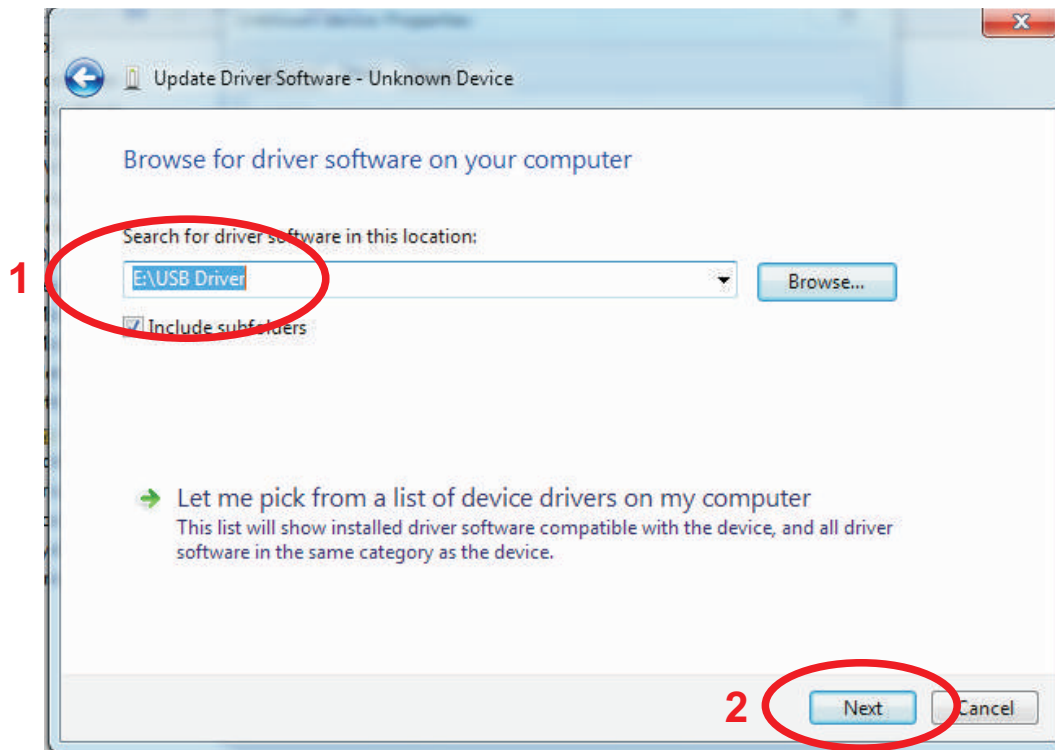 Update Driver Software - Unknown Device
Browse for driver software on your computer
Search for driver software in this location:
1
E:\USB Driver
Browse...
Include subfolders
Let me pick from a list of device drivers on my computer
This list will show installed driver software compatible with the device, and all driver
software in the same category as the device.
2
Next
Cancel